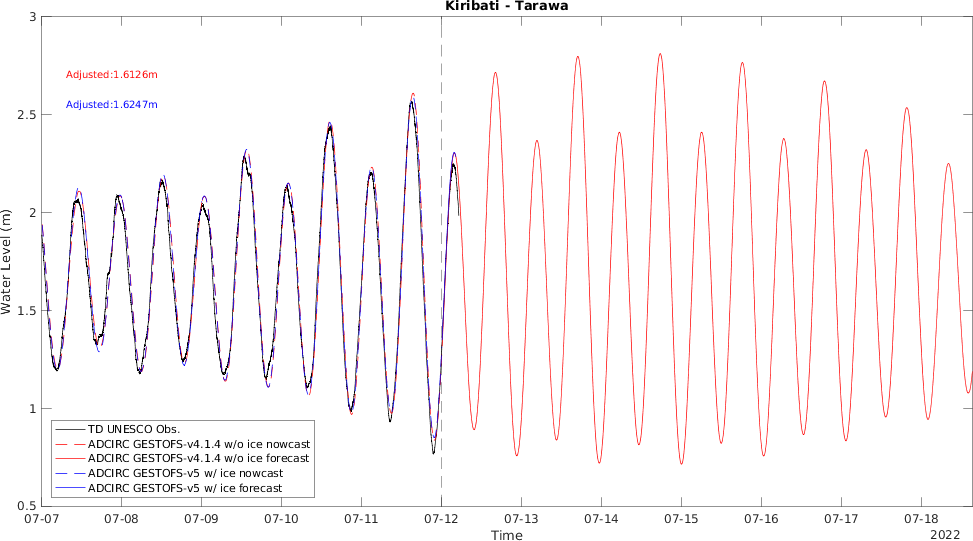 Kiribati - Tarawa
3
Adjusted:1.6126m
Adjusted:1.6247m
2.5
2
Water Level (m)
1.5
1
0.5
TD UNESCO Obs.
ADCIRC GESTOFS-v4.1.4 w/o ice nowcast
ADCIRC GESTOFS-v4.1.4 w/o ice forecast
ADCIRC GESTOFS-v5 w/ ice nowcast
ADCIRC GESTOFS-v5 w/ ice forecast
07-07 07-08 07-09 07-10 07-11 07-12 07-13 07-14 07-15 07-16 07-17 07-18
Time
2022